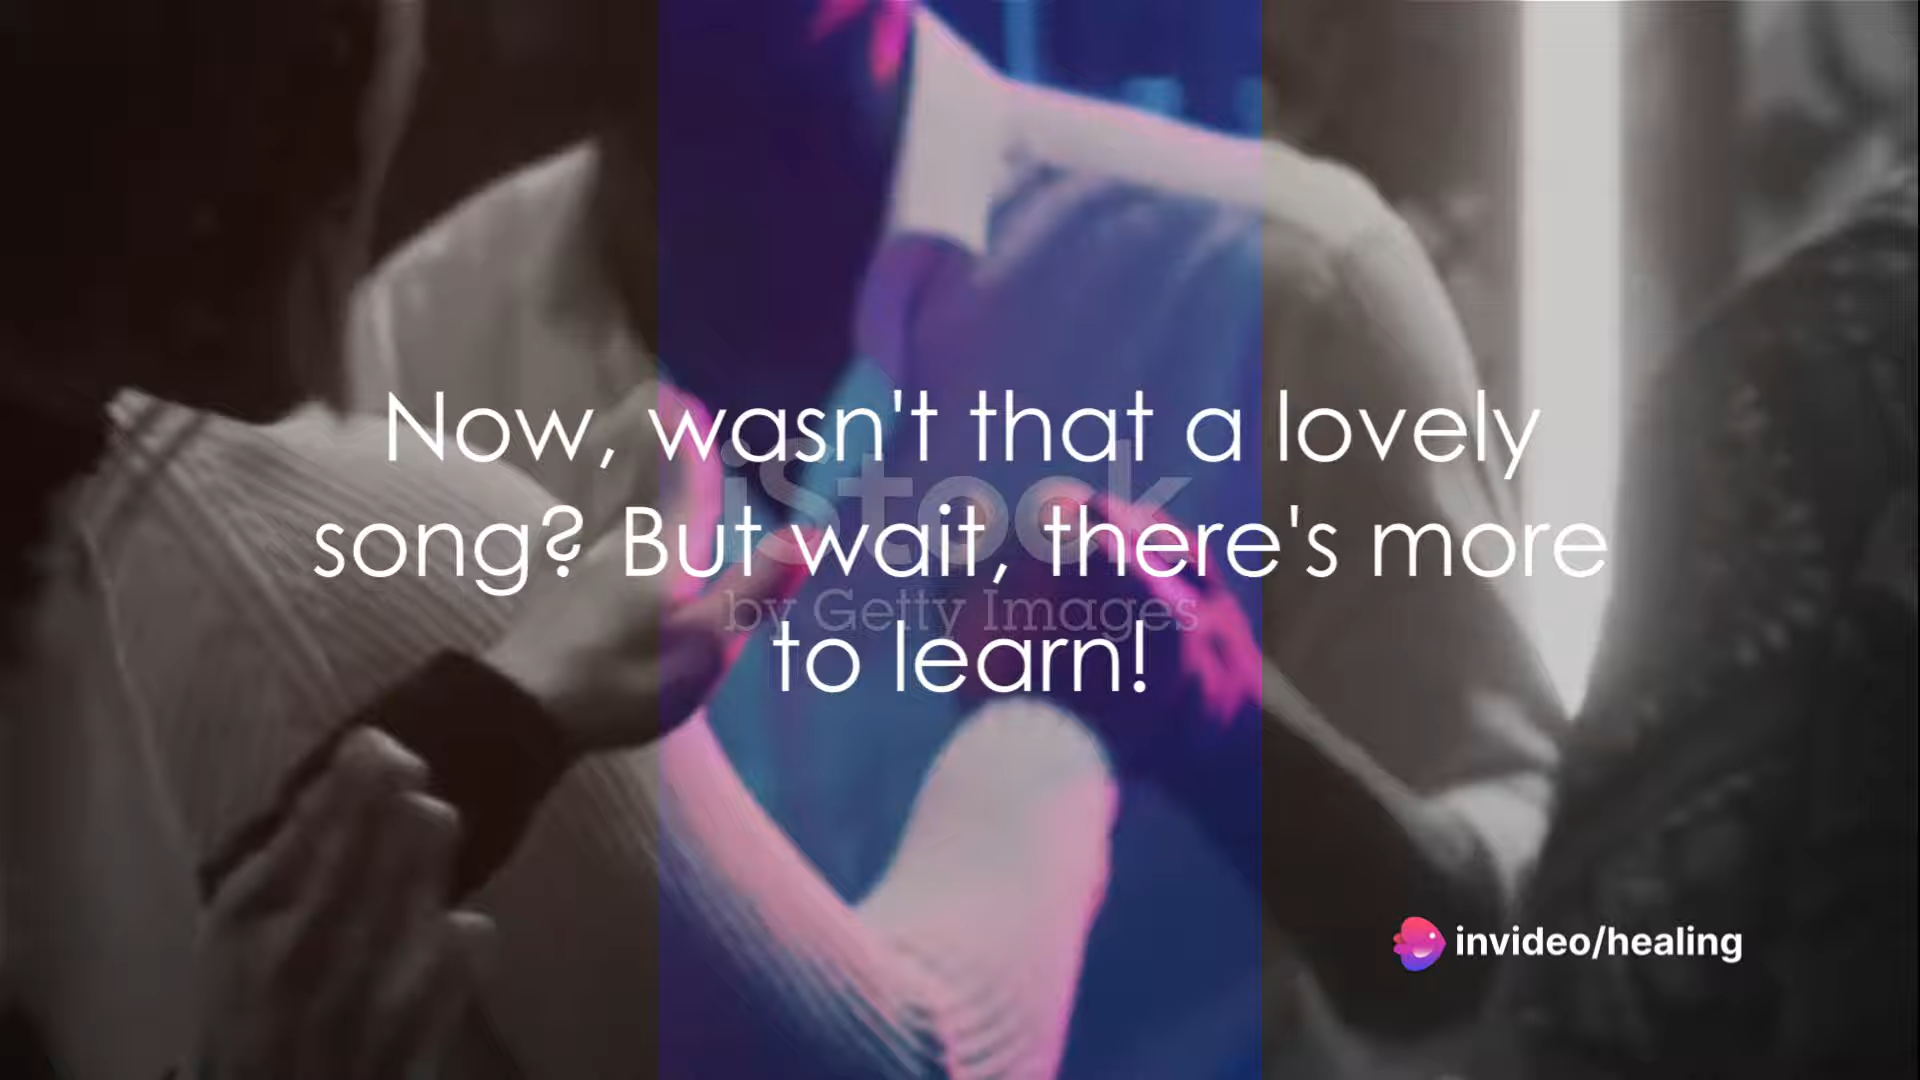 Now, wasn't that a lovely
song? But wait, there's more
to learn!
iStock
by Getty Images
invideo/healing